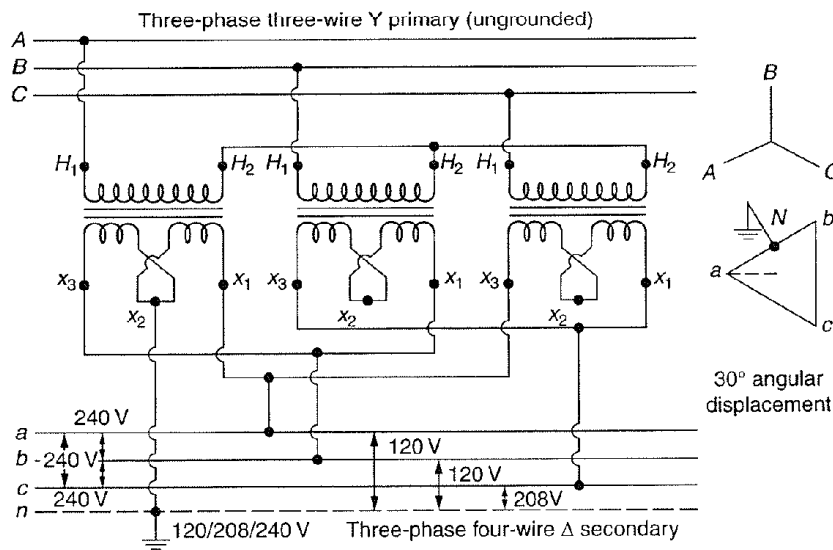 Three-phase three-wire Y primary (ungrounded)
A
B
C
H1 H2 H1 H2 H1 H2
x3 x1 x3 x1 x3 x1
x2 x2 x2
B
A C
N b
a
c
30° angular
displacement
240 V
a
120 V
b -240 V
120 V
c
240 V 208V
n
120/208/240 V Three-phase four-wire Δ secondary